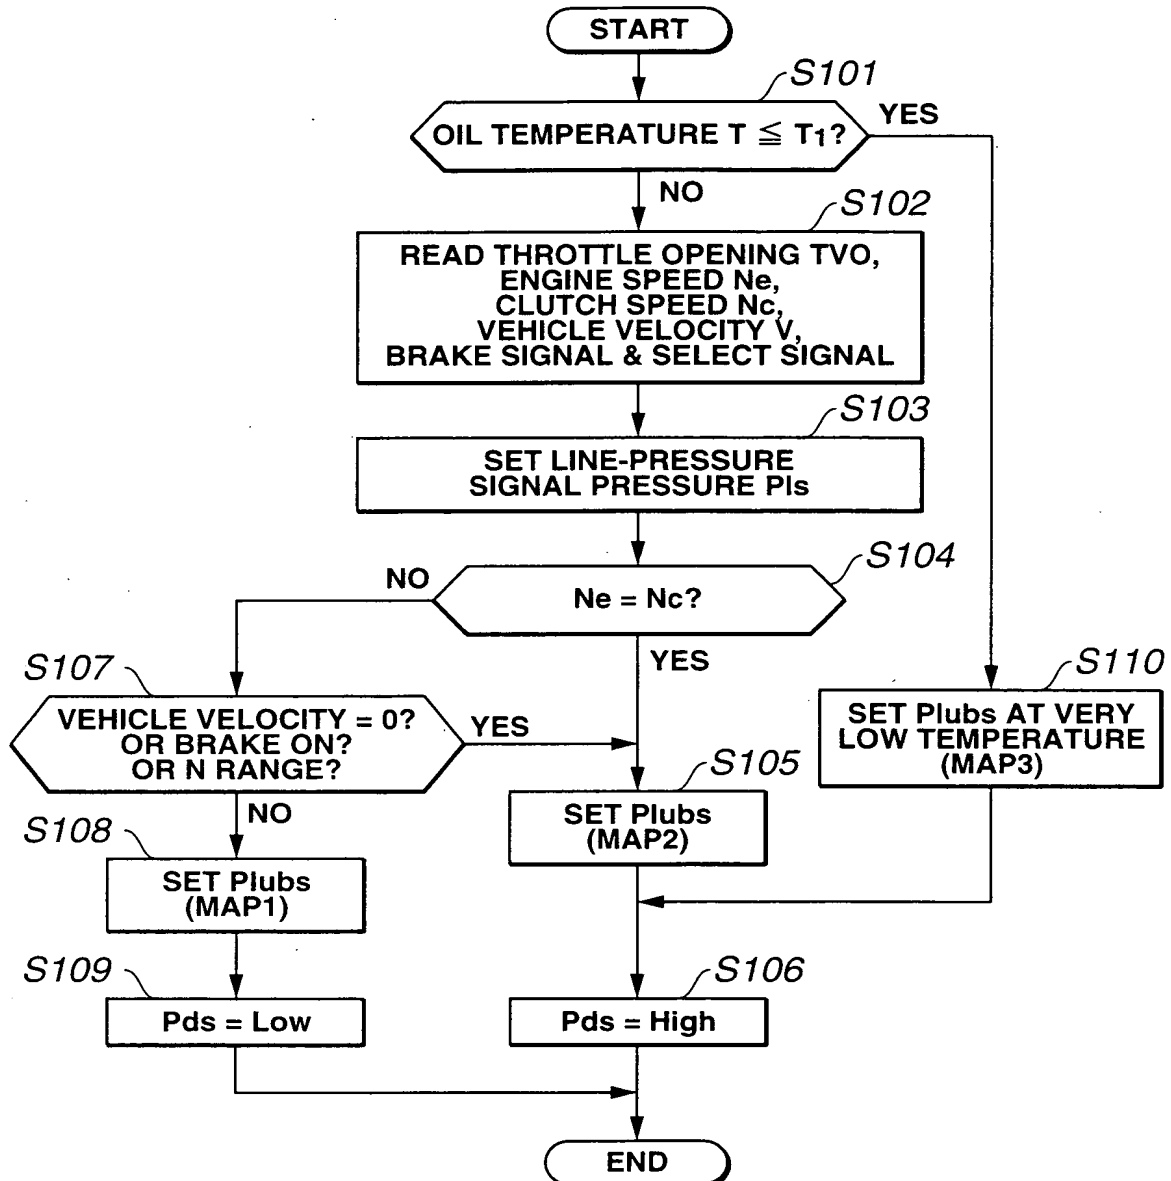 START
S101
OIL TEMPERATURE T ≦ T1?
YES
NO
S102
READ THROTTLE OPENING TVO,
ENGINE SPEED Ne,
CLUTCH SPEED Nc,
VEHICLE VELOCITY V,
BRAKE SIGNAL & SELECT SIGNAL
S103
SET LINE-PRESSURE
SIGNAL PRESSURE Pls
S104
NO
Ne = Nc?
YES
S107
VEHICLE VELOCITY = 0?
OR BRAKE ON?
OR N RANGE?
YES
NO
S110
SET Plubs AT VERY
LOW TEMPERATURE
(MAP3)
S105
SET Plubs
(MAP2)
S108
SET Plubs
(MAP1)
S109
Pds = Low
S106
Pds = High
END